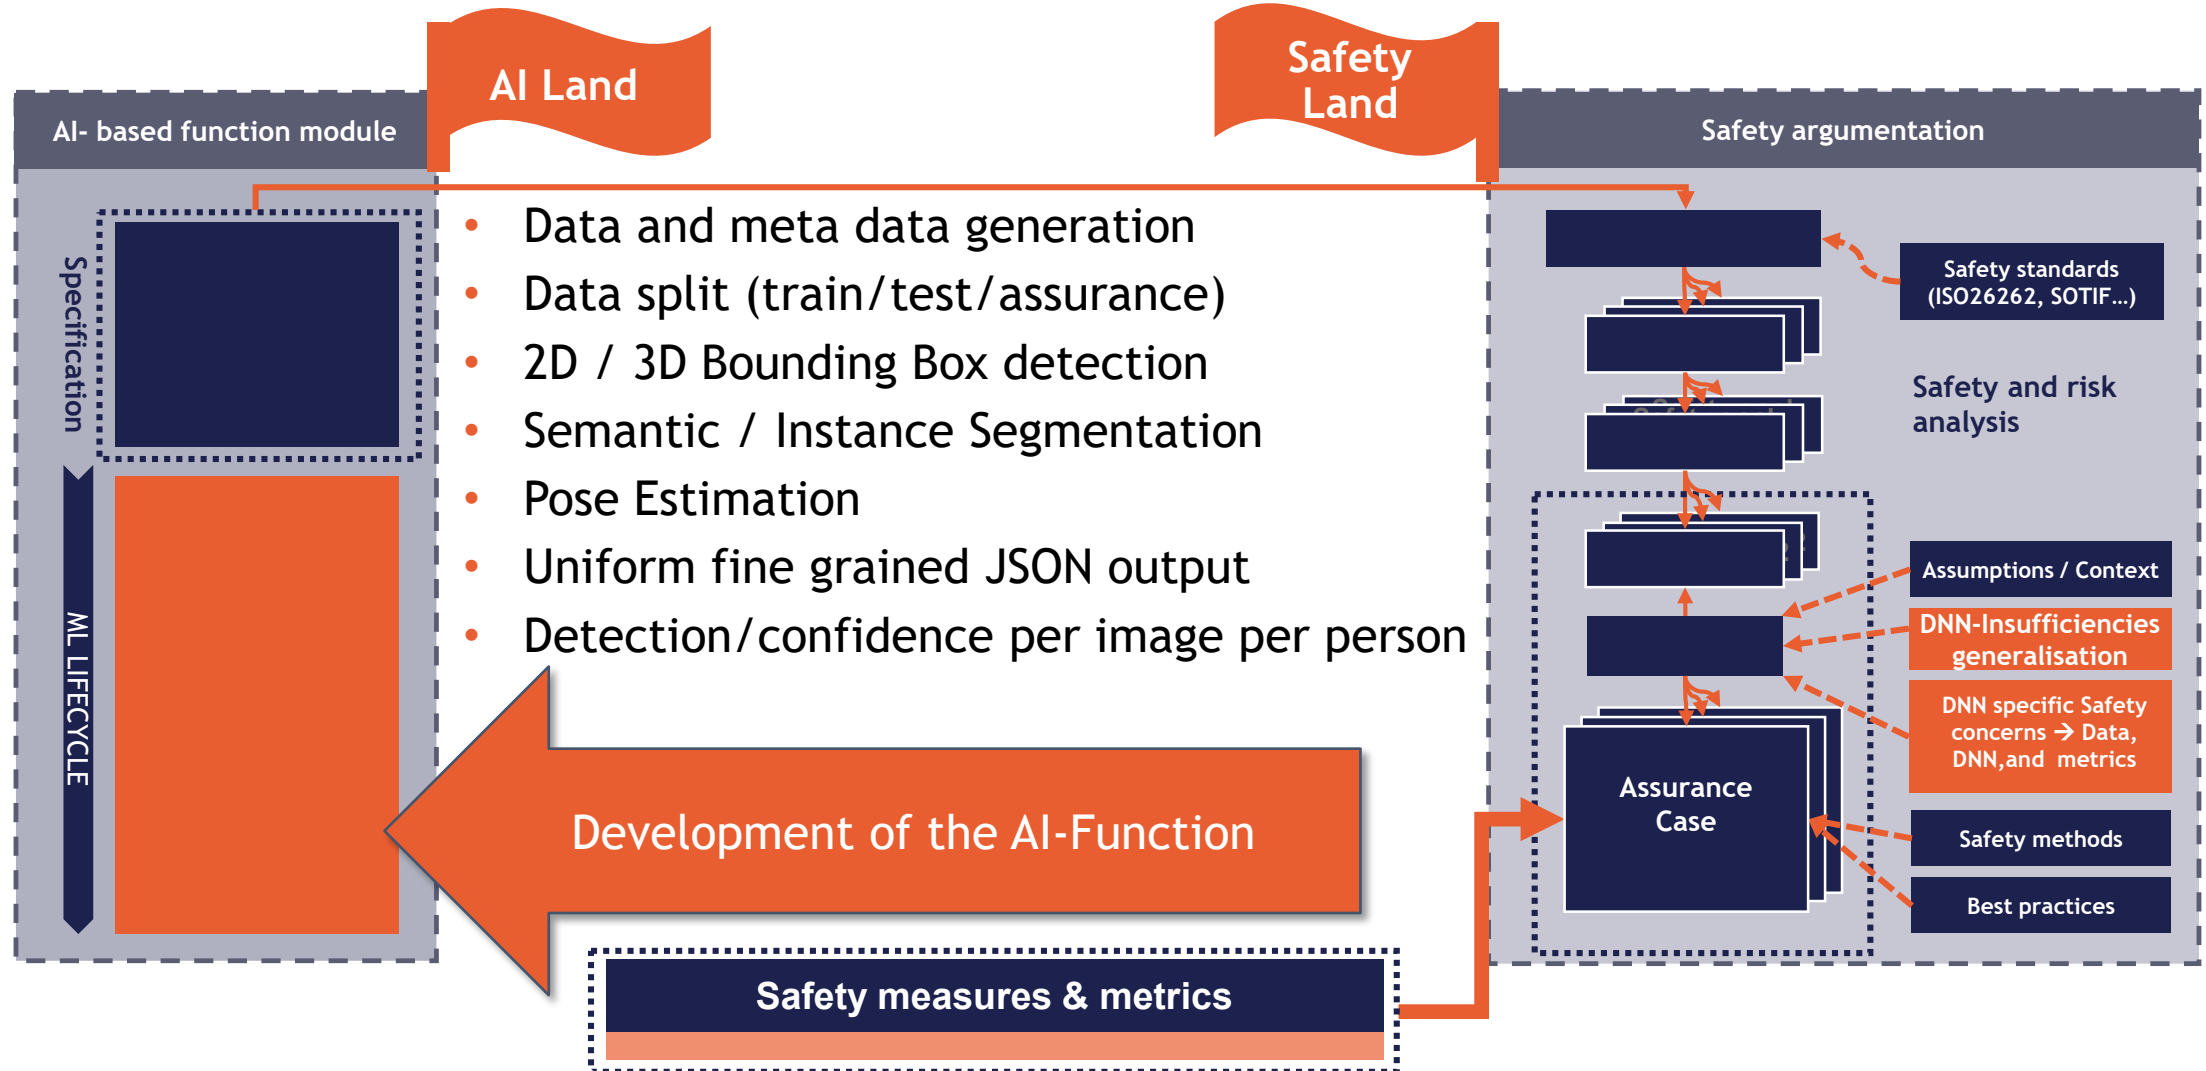 AI Land
Safety
Land
AI- based function module
Safety argumentation
Specification
ML LIFECYCLE
• Data and meta data generation
• Data split (train/test/assurance)
• 2D / 3D Bounding Box detection
• Semantic / Instance Segmentation
• Pose Estimation
• Uniform fine grained JSON output
• Detection/confidence per image per person
Development of the AI-Function
Safety measures & metrics
Safety standards
(ISO26262, SOTIF…)
Safety and risk
analysis
Assumptions / Context
DNN-Insufficiencies
generalisation
DNN specific Safety
concerns → Data,
DNN,and metrics
Assurance
Case
Safety methods
Best practices